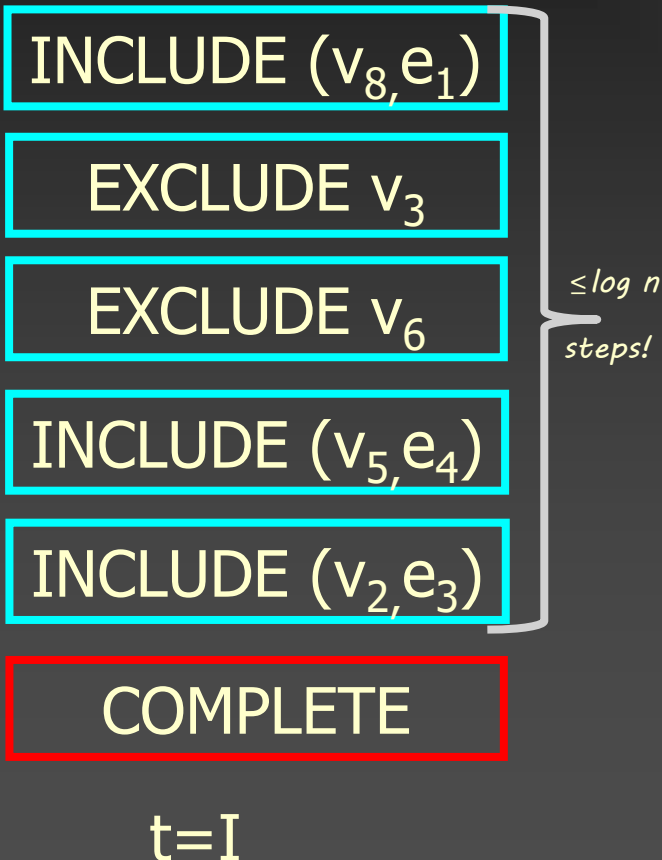 INCLUDE (v₈,e₁)
EXCLUDE v₃
EXCLUDE v₆
≤log n
steps!
INCLUDE (v₅,e₄)
INCLUDE (v₂,e₃)
COMPLETE
t=I